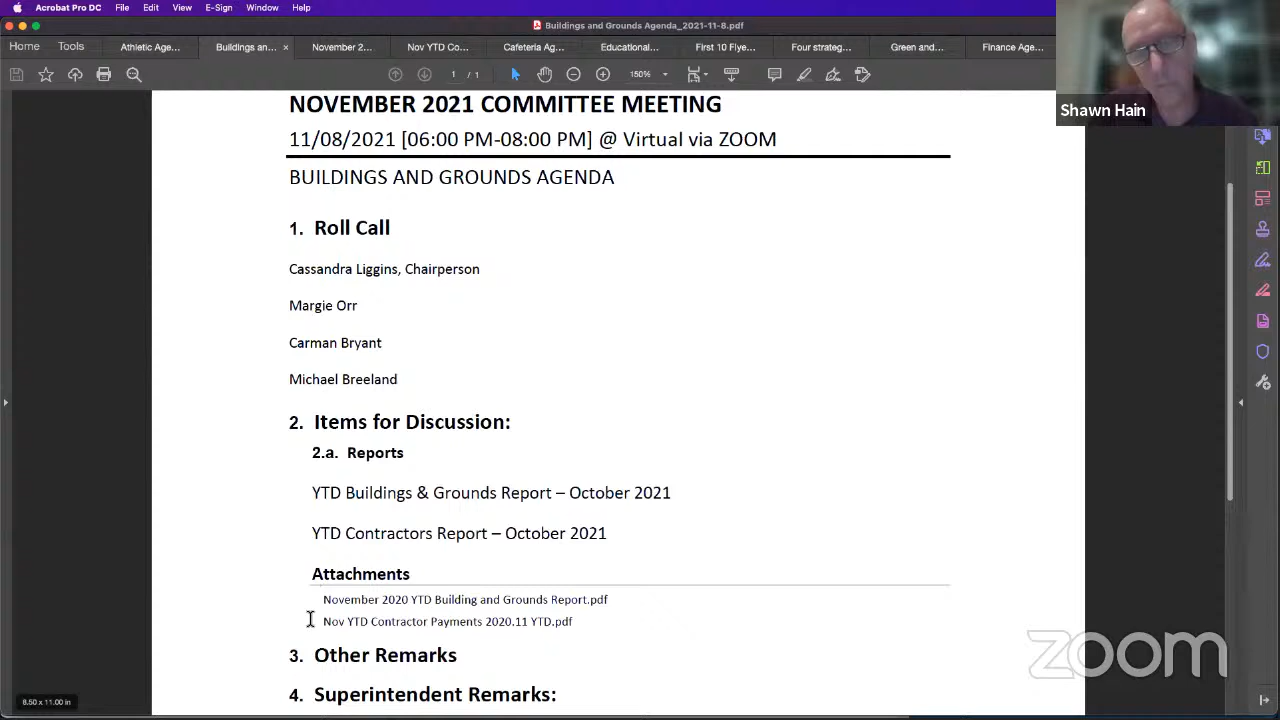 Acrobat Pro DC File Edit View E-Sign Window Help
Buildings and Grounds Agenda_2021-11-8.pdf
Home Tools Athletic Age... Buildings an... × November 2... Nov YTD Co... Cafeteria Ag... Educational... First 10 Flye... Four strateg... Green and... Finance Age...
1 / 1 150%
Shawn Hain
NOVEMBER 2021 COMMITTEE MEETING
11/08/2021 [06:00 PM-08:00 PM] @ Virtual via ZOOM
BUILDINGS AND GROUNDS AGENDA
1. Roll Call
Cassandra Liggins, Chairperson
Margie Orr
Carman Bryant
Michael Breeland
2. Items for Discussion:
2.a. Reports
YTD Buildings & Grounds Report – October 2021
YTD Contractors Report – October 2021
Attachments
November 2020 YTD Building and Grounds Report.pdf
Nov YTD Contractor Payments 2020.11 YTD.pdf
3. Other Remarks
4. Superintendent Remarks:
zoom
8.50 x 11.00 in